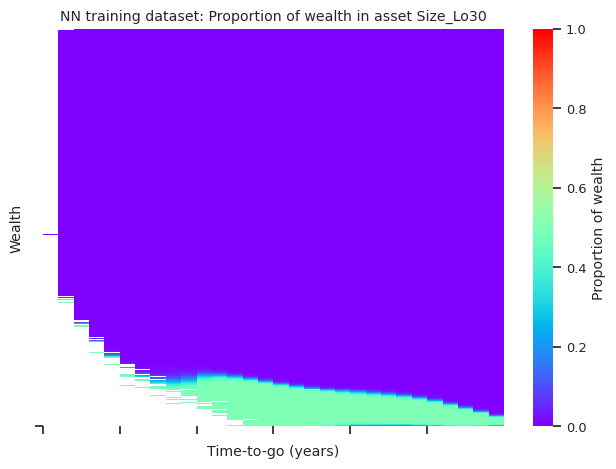 NN training dataset: Proportion of wealth in asset Size_Lo30
Wealth
Time-to-go (years)
1.0
0.8
0.6
0.4
0.2
0.0
Proportion of wealth